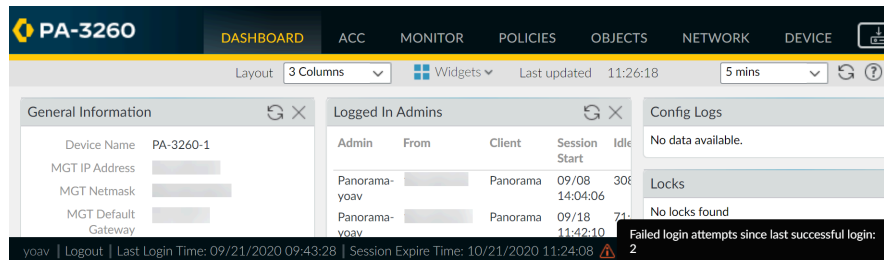 PA-3260
DASHBOARD ACC MONITOR POLICIES OBJECTS NETWORK DEVICE
Layout 3 Columns Widgets Last updated 11:26:18 5 mins
General Information
Device Name PA-3260-1
MGT IP Address
MGT Netmask
MGT Default
Gateway
Logged In Admins
Admin From Client Session Start
Panorama-yoav Panorama 09/08 14:04:06
Panorama-yoav Panorama 09/18 11:42:10
Config Logs
No data available.
Locks
No locks found
yoav | Logout | Last Login Time: 09/21/2020 09:43:28 | Session Expire Time: 10/21/2020 11:24:08
Failed login attempts since last successful login:
2